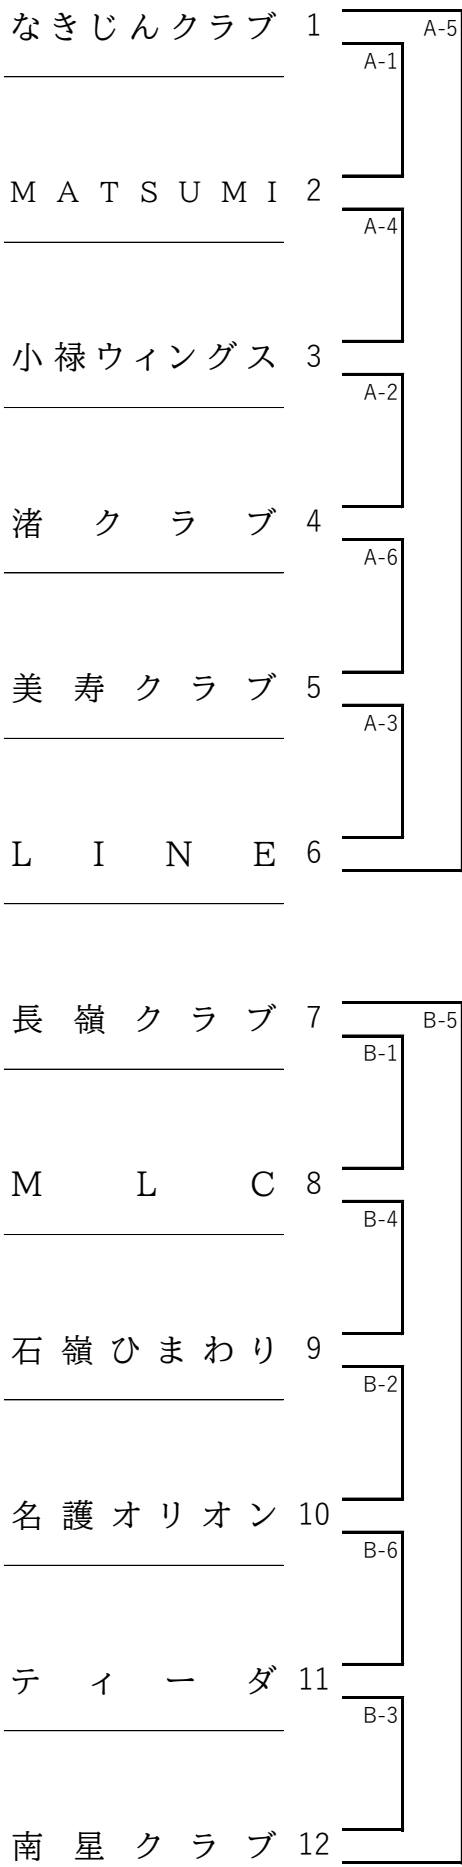 なきじんクラブ 1 A-5
A-1
MATSUMI 2
A-4
小禄ウィングス 3
A-2
渚クラブ 4
A-6
美寿クラブ 5
A-3
LINE 6
長嶺クラブ 7 B-5
B-1
MLC 8
B-4
石嶺ひまわり 9
B-2
名護オリオン 10
B-6
ティーダ 11
B-3
南星クラブ 12